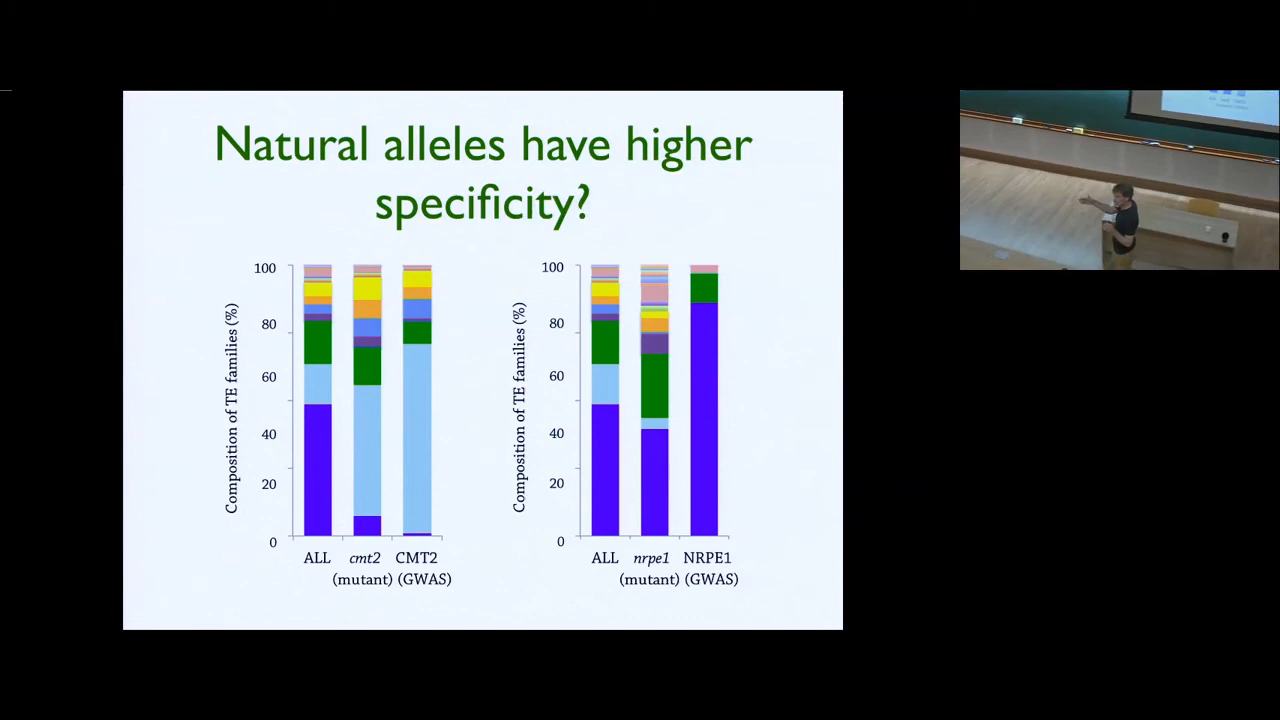 Natural alleles have higher
specificity?
Composition of TE families (%)
100
80
60
40
20
0
ALL cmt2 CMT2
(mutant) (GWAS)
Composition of TE families (%)
100
80
60
40
20
0
ALL nrpe1 NRPE1
(mutant) (GWAS)